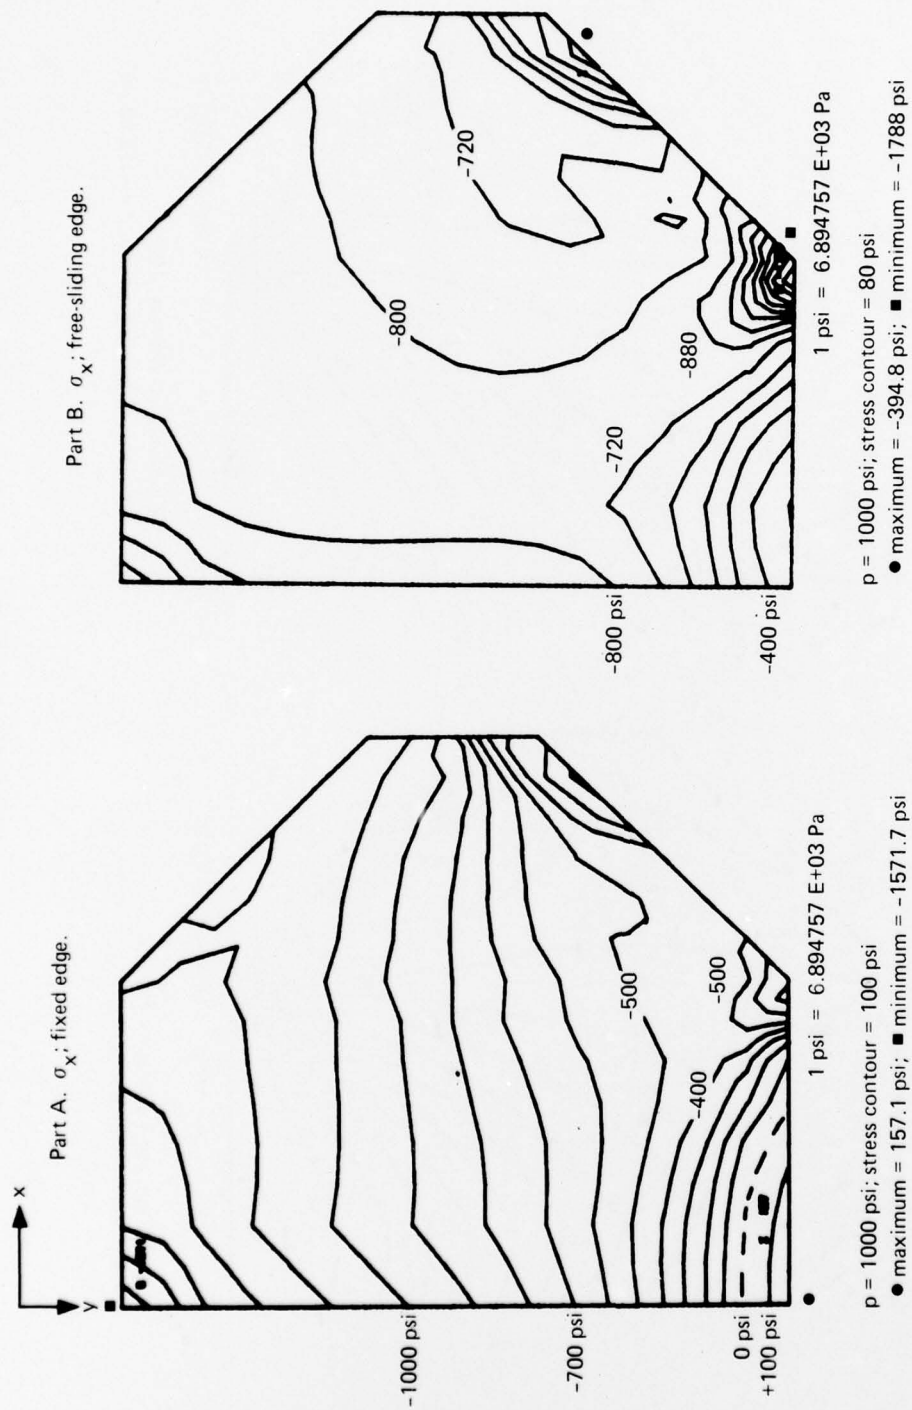 Part A. σx; fixed edge.
x
y
-1000 psi
-700 psi
0 psi
+100 psi
-500
-500
-400
1 psi = 6.894757 E+03 Pa
p = 1000 psi; stress contour = 100 psi
● maximum = 157.1 psi; ■ minimum = -1571.7 psi
Part B. σx; free-sliding edge.
-800
-720
-880
-720
-800 psi
-400 psi
1 psi = 6.894757 E+03 Pa
p = 1000 psi; stress contour = 80 psi
● maximum = -394.8 psi; ■ minimum = -1788 psi